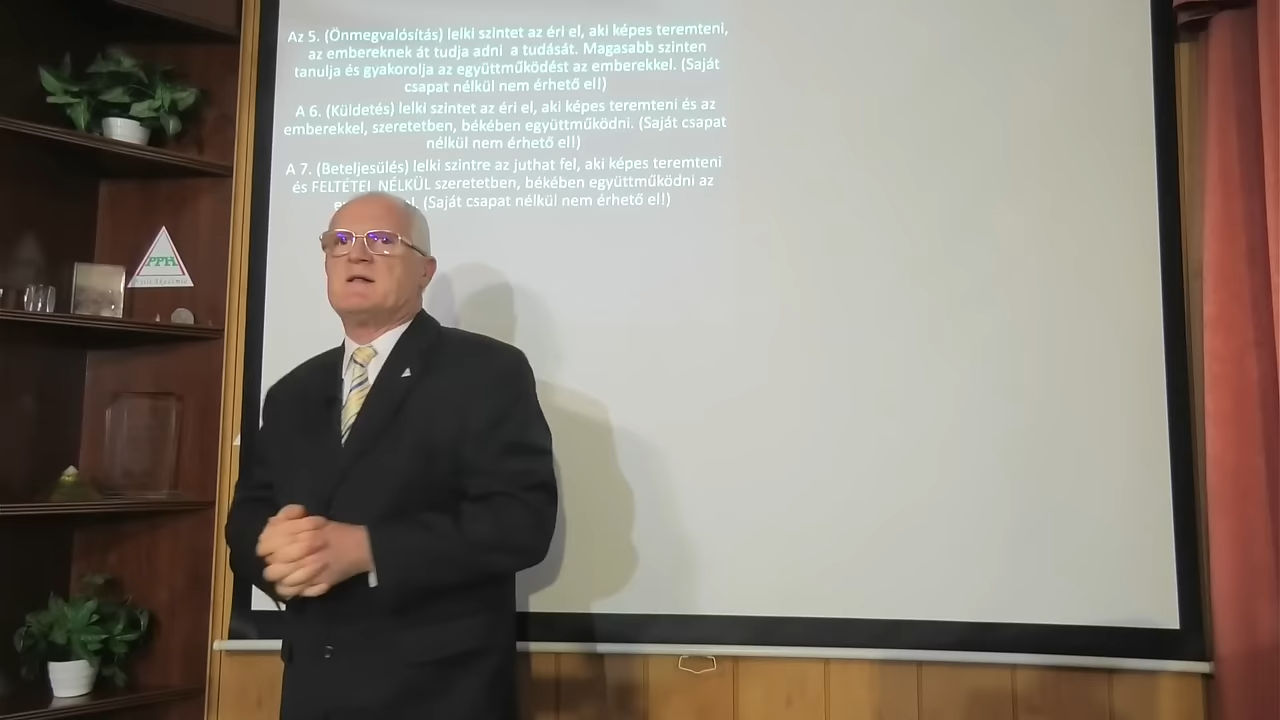 Az 5. (Önmegvalósítás) lelki szintet az éri el, aki képes teremteni,
az embereknek át tudja adni a tudását. Magasabb szinten
tanulja és gyakorolja az együttműködést az emberekkel. (Saját
csapat nélkül nem érhető el!)
A 6. (Küldetés) lelki szintet az éri el, aki képes teremteni és az
emberekkel, szeretetben, békében együttműködni. (Saját csapat
nélkül nem érhető el!)
A 7. (Beteljesülés) lelki szintre az juthat fel, aki képes teremteni
és FELTÉTEL NÉLKÜL szeretetben, békében együttműködni az
(Saját csapat nélkül nem érhető el!)
PPH